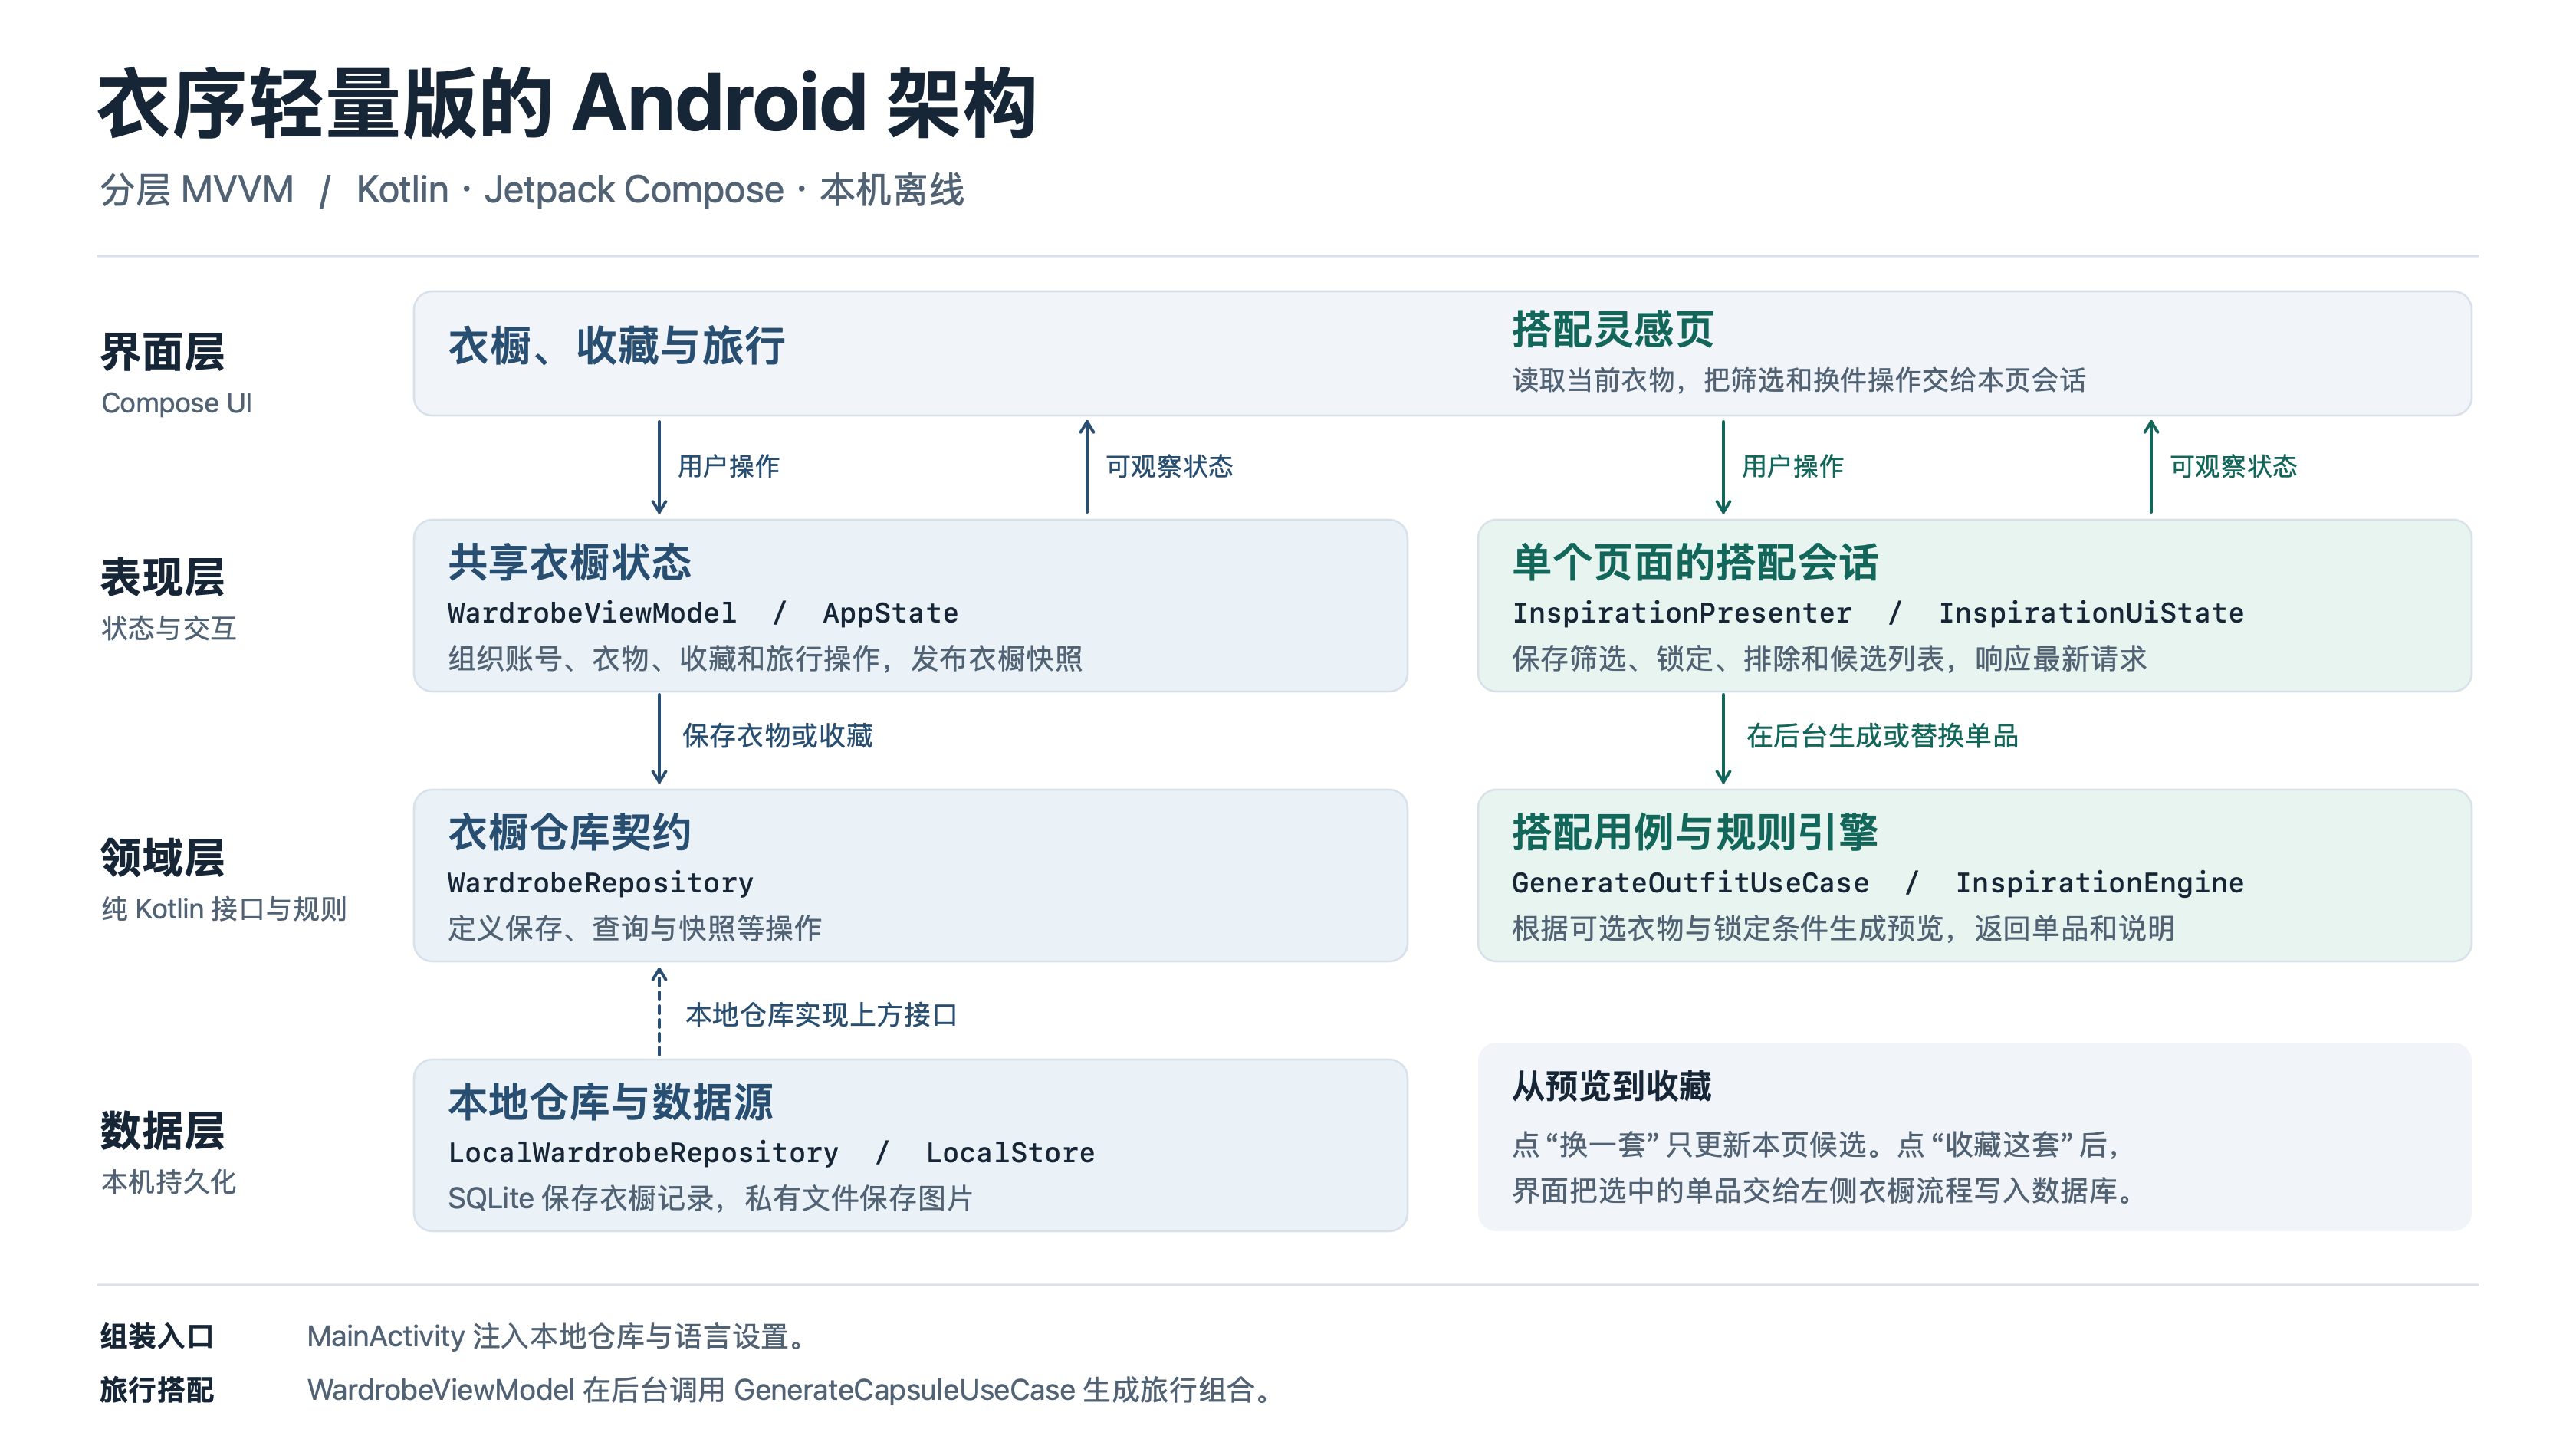 衣序轻量版的 Android 架构
分层 MVVM / Kotlin · Jetpack Compose · 本机离线
界面层
Compose UI
衣橱、收藏与旅行
搭配灵感页
读取当前衣物，把筛选和换件操作交给本页会话
用户操作
可观察状态
用户操作
可观察状态
表现层
状态与交互
共享衣橱状态
WardrobeViewModel / AppState
组织账号、衣物、收藏和旅行操作，发布衣橱快照
单个页面的搭配会话
InspirationPresenter / InspirationUiState
保存筛选、锁定、排除和候选列表，响应最新请求
保存衣物或收藏
在后台生成或替换单品
领域层
纯 Kotlin 接口与规则
衣橱仓库契约
WardrobeRepository
定义保存、查询与快照等操作
搭配用例与规则引擎
GenerateOutfitUseCase / InspirationEngine
根据可选衣物与锁定条件生成预览，返回单品和说明
本地仓库实现上方接口
数据层
本机持久化
本地仓库与数据源
LocalWardrobeRepository / LocalStore
SQLite 保存衣橱记录，私有文件保存图片
从预览到收藏
点“换一套”只更新本页候选。点“收藏这套”后，
界面把选中的单品交给左侧衣橱流程写入数据库。
组装入口 MainActivity 注入本地仓库与语言设置。
旅行搭配 WardrobeViewModel 在后台调用 GenerateCapsuleUseCase 生成旅行组合。